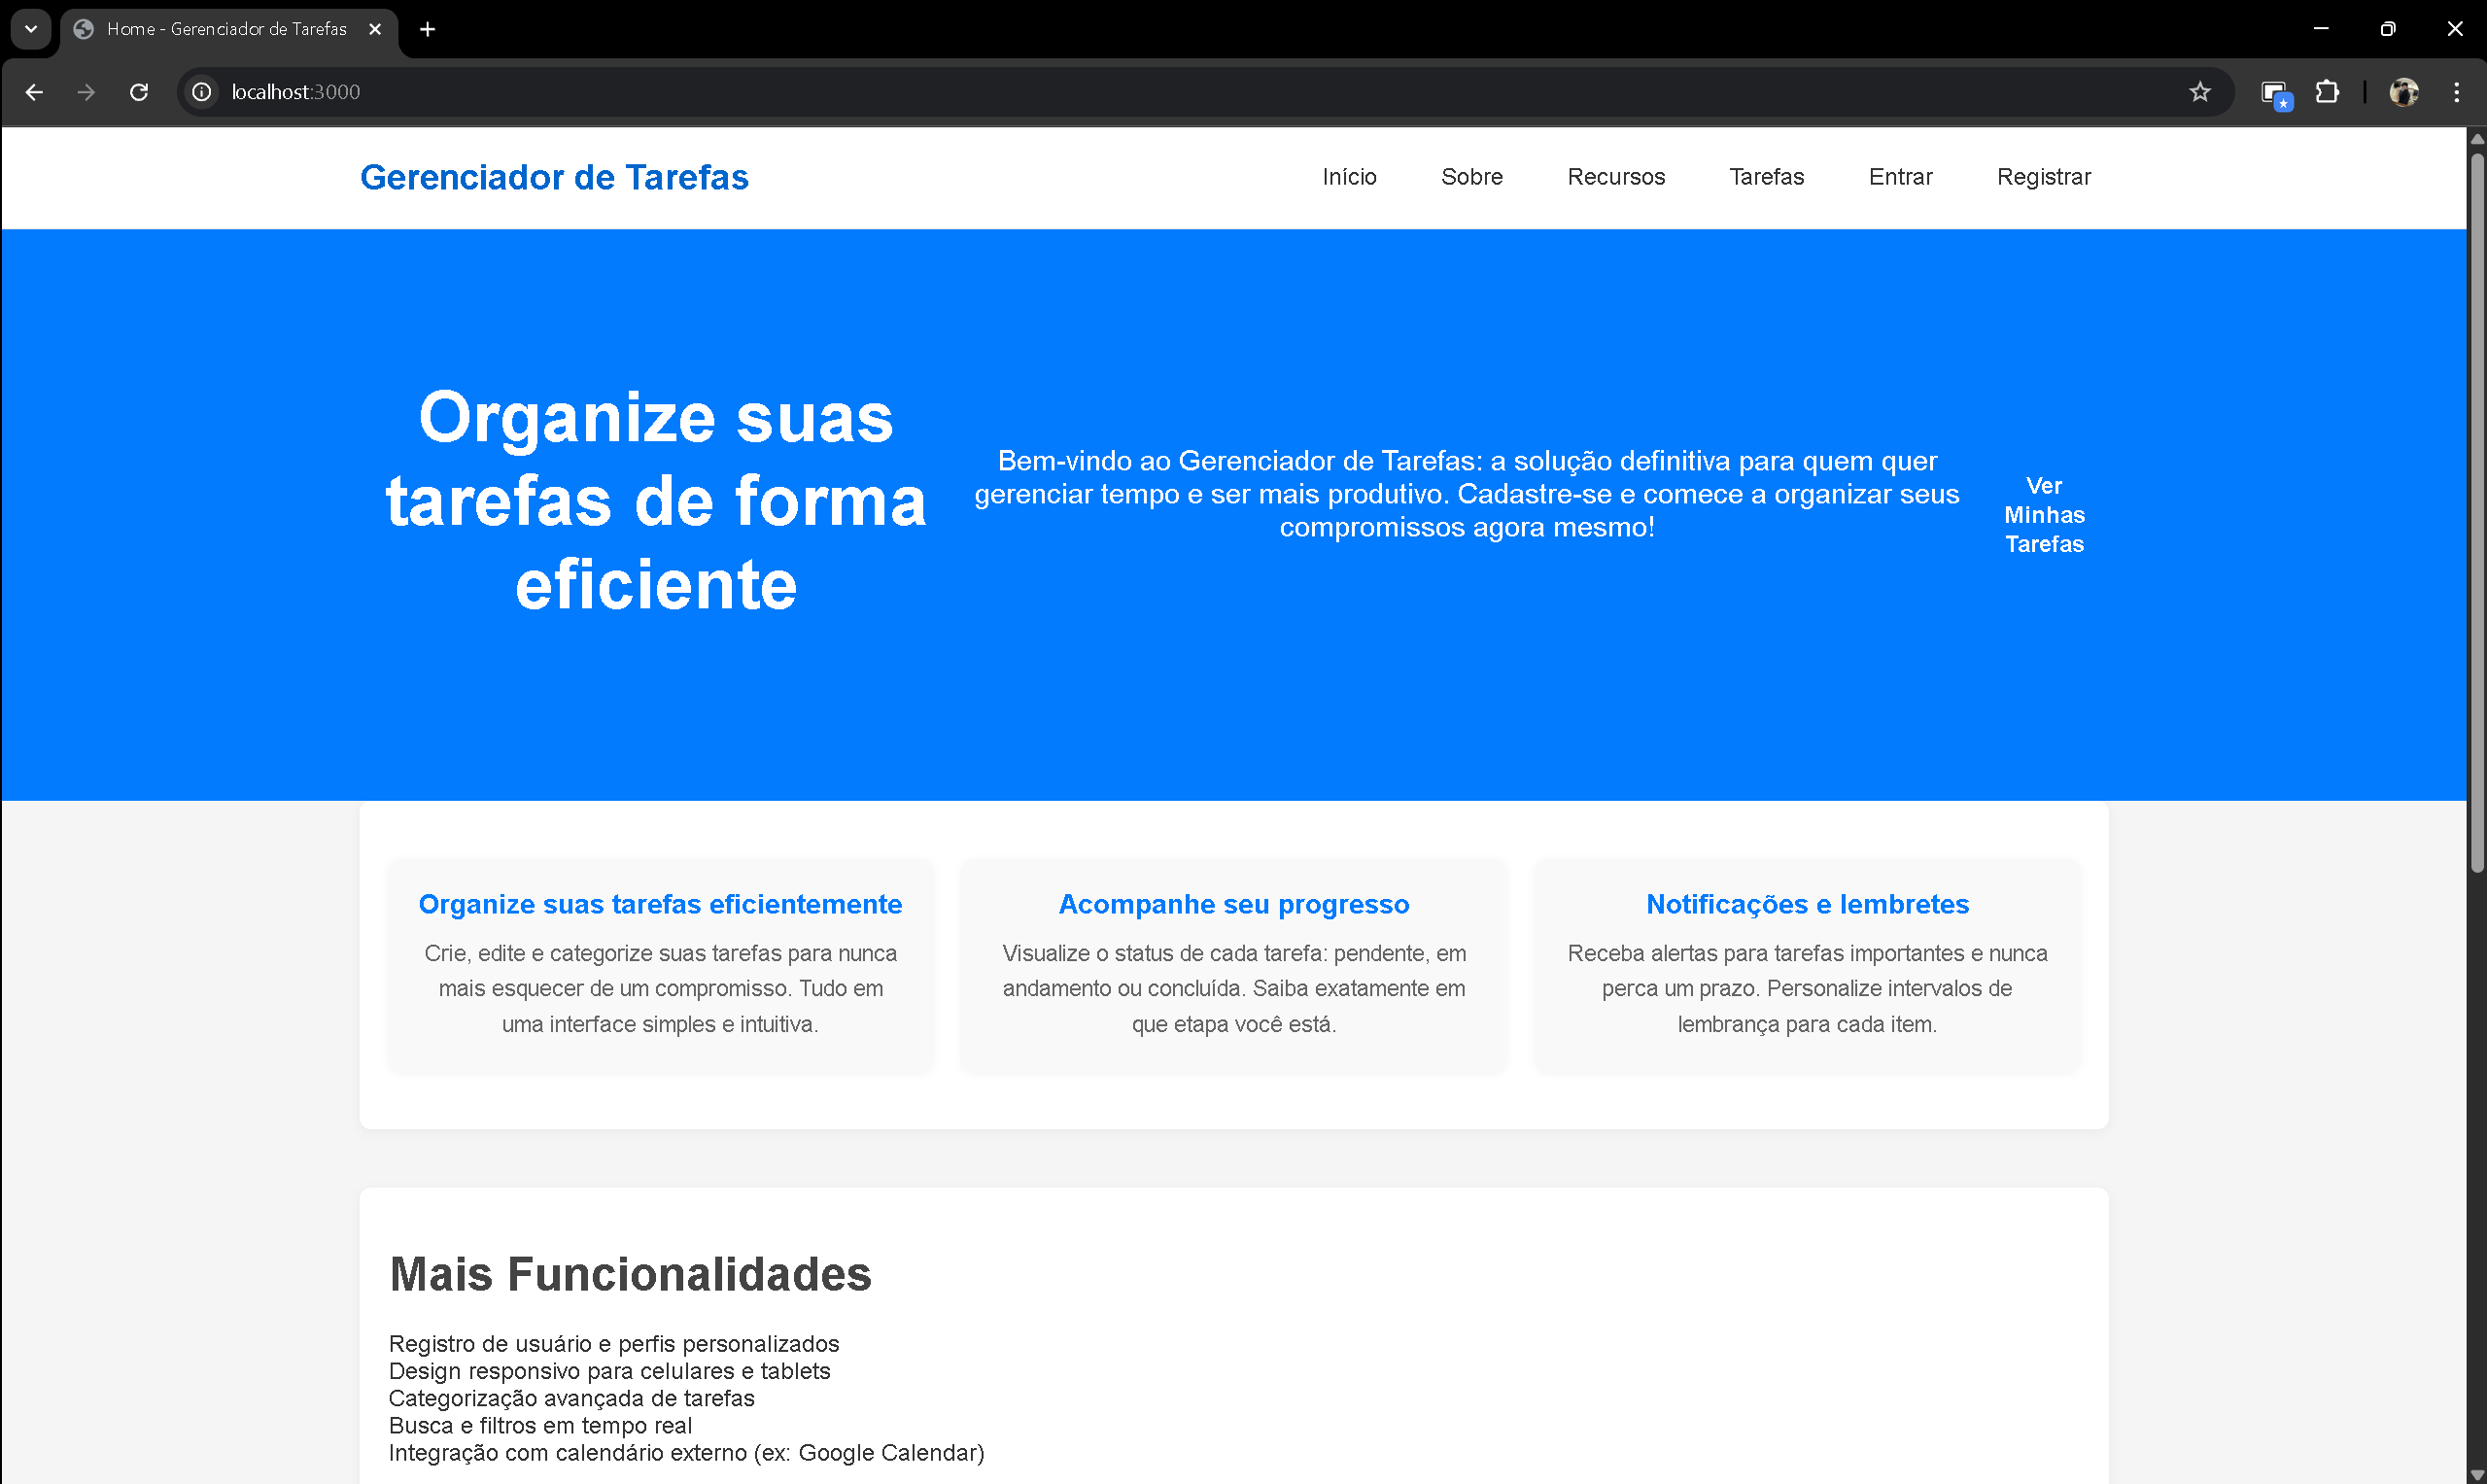 Home - Gerenciador de Tarefas
localhost:3000
Gerenciador de Tarefas
Início
Sobre
Recursos
Tarefas
Entrar
Registrar
Organize suas
tarefas de forma
eficiente
Bem-vindo ao Gerenciador de Tarefas: a solução definitiva para quem quer
gerenciar tempo e ser mais produtivo. Cadastre-se e comece a organizar seus
compromissos agora mesmo!
Ver
Minhas
Tarefas
Organize suas tarefas eficientemente
Crie, edite e categorize suas tarefas para nunca
mais esquecer de um compromisso. Tudo em
uma interface simples e intuitiva.
Acompanhe seu progresso
Visualize o status de cada tarefa: pendente, em
andamento ou concluída. Saiba exatamente em
que etapa você está.
Notificações e lembretes
Receba alertas para tarefas importantes e nunca
perca um prazo. Personalize intervalos de
lembrança para cada item.
Mais Funcionalidades
Registro de usuário e perfis personalizados
Design responsivo para celulares e tablets
Categorização avançada de tarefas
Busca e filtros em tempo real
Integração com calendário externo (ex: Google Calendar)